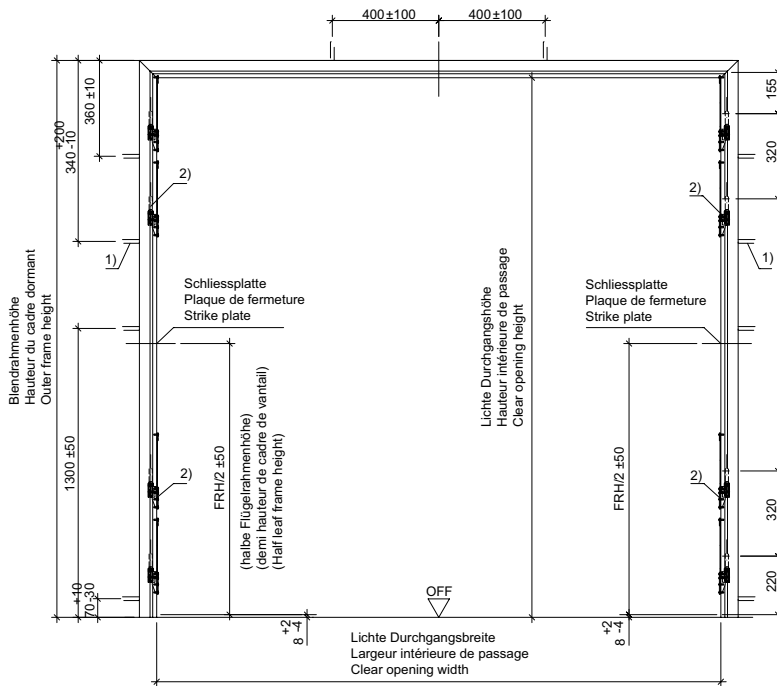 400±100
400±100
360 ±10
+200
340 -10
155
320
2)
2)
1)
1)
Schliessplatte
Plaque de fermeture
Strike plate
Schliessplatte
Plaque de fermeture
Strike plate
Blendrahmenhöhe
Hauteur du cadre dormant
Outer frame height
Lichte Durchgangshöhe
Hauteur intérieure de passage
Clear opening height
1300 ±50
FRH/2 ±50
(halbe Flügelrahmenhöhe)
(demi hauteur de cadre de vantail)
(Half leaf frame height)
FRH/2 ±50
2)
2)
320
220
+10
70 -30
OFF
+2
8 -4
+2
8 -4
Lichte Durchgangsbreite
Largeur intérieure de passage
Clear opening width